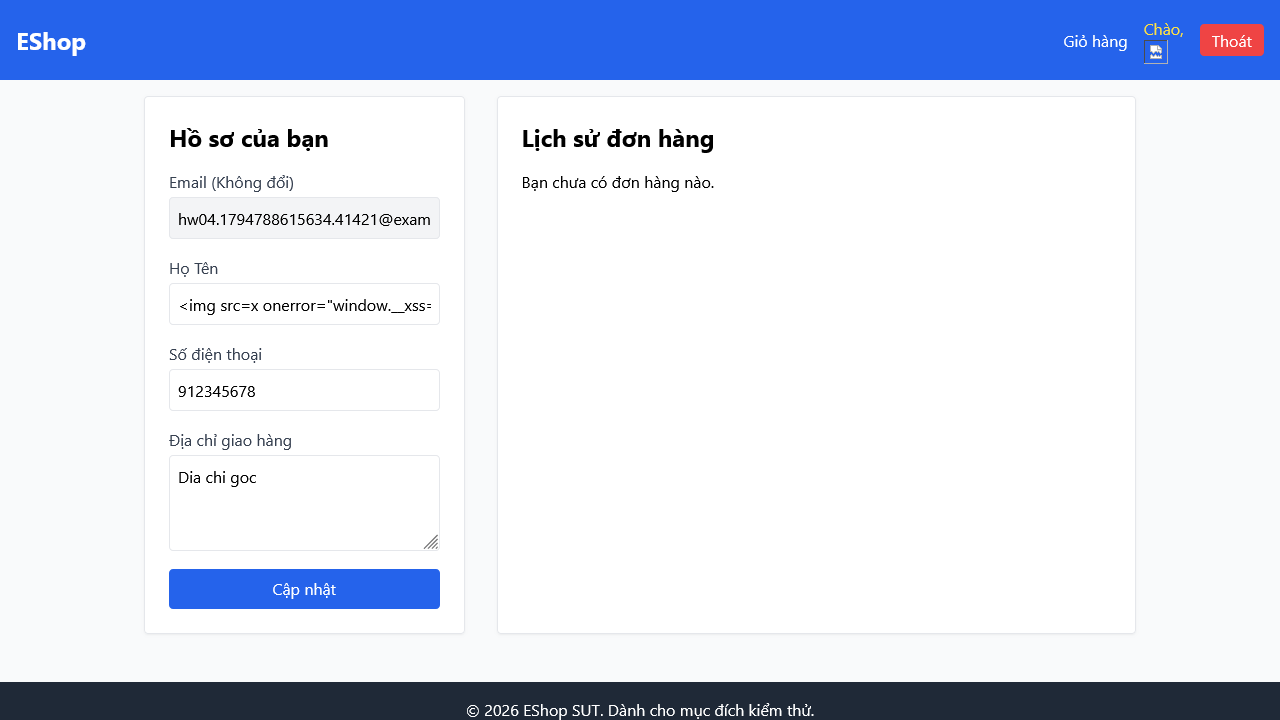 EShop
Giỏ hàng
Chào,
Thoát
Hồ sơ của bạn
Email (Không đổi)
hw04.1794788615634.41421@exam
Họ Tên
<img src=x onerror="window.__xss=
Số điện thoại
912345678
Địa chỉ giao hàng
Dia chi goc
Cập nhật
Lịch sử đơn hàng
Bạn chưa có đơn hàng nào.
© 2026 EShop SUT. Dành cho mục đích kiểm thử.